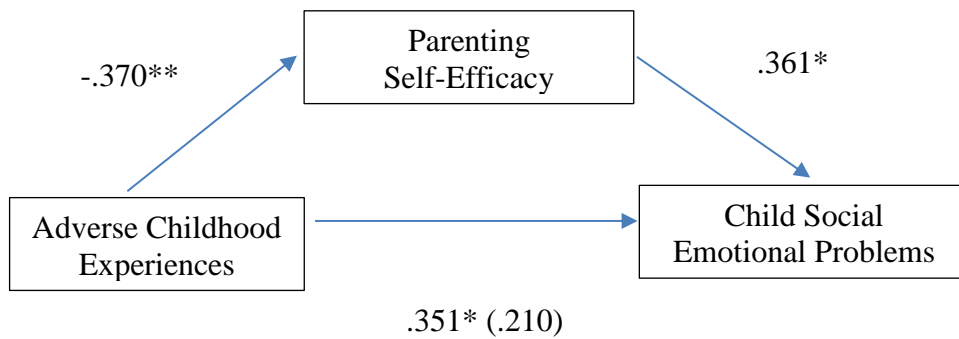 Parenting
Self-Efficacy
-.370**
.361*
Adverse Childhood
Experiences
Child Social
Emotional Problems
.351* (.210)